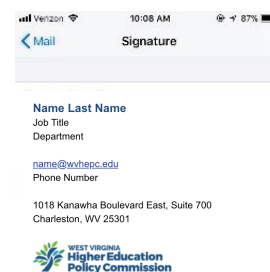 Verizon 10:08 AM 87%
Mail Signature
Name Last Name
Job Title
Department
name@wvhepc.edu
Phone Number
1018 Kanawha Boulevard East, Suite 700
Charleston, WV 25301
WEST VIRGINIA
Higher Education
Policy Commission